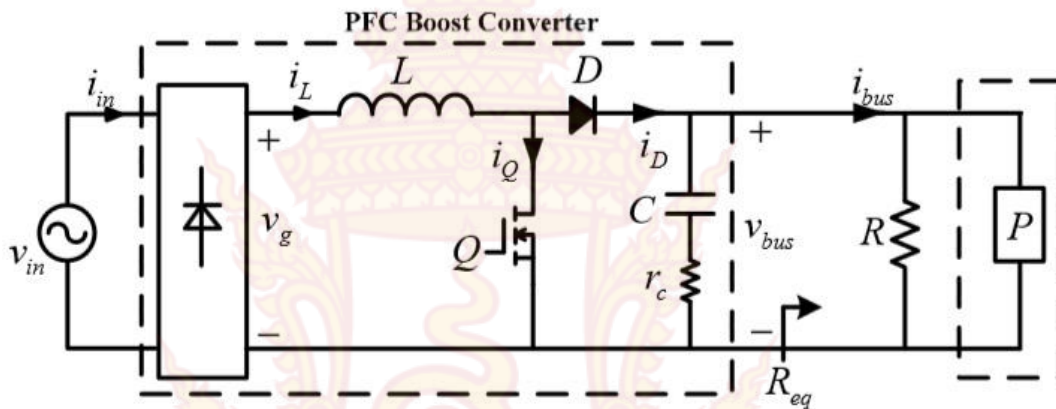 PFC Boost Converter
i_in
i_L
L
D
i_bus
+
+
i_Q
i_D
v_in
v_g
Q
C
r_c
v_bus
R
P
−
−
R_eq